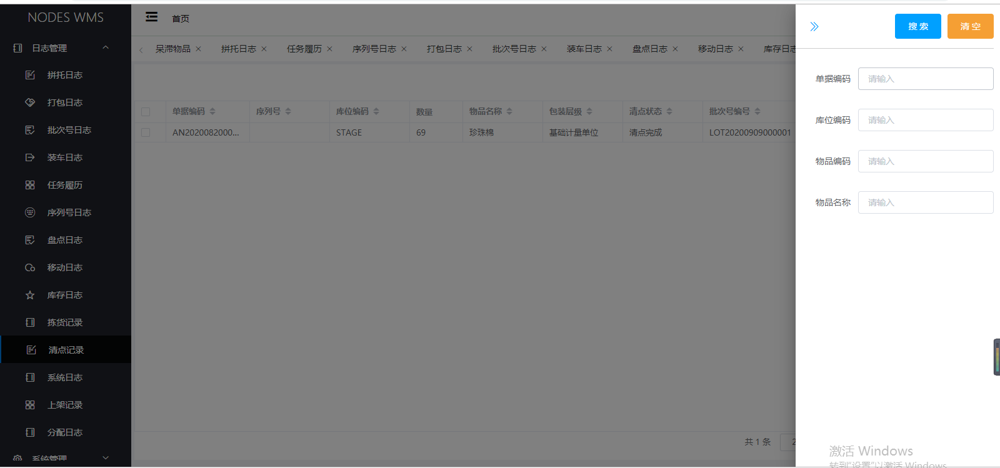 NODES WMS
日志管理
拼托日志
打包日志
批次号日志
装车日志
任务履历
序列号日志
盘点日志
移动日志
库存日志
拣货记录
清点记录
系统日志
上架记录
分配日志
系统管理
首页
呆滞物品 拼托日志 任务履历 序列号日志 打包日志 批次号日志 装车日志 盘点日志 移动日志 库存日志
单据编码 序列号 库位编码 数量 物品名称 包装层级 清点状态 批次号编号
AN2020082000... STAGE 69 珍珠棉 基础计量单位 清点完成 LOT20200909000001
共 1 条 2
搜 索 清 空
单据编码 请输入
库位编码 请输入
物品编码 请输入
物品名称 请输入
激活 Windows
转到"设置"以激活 Windows